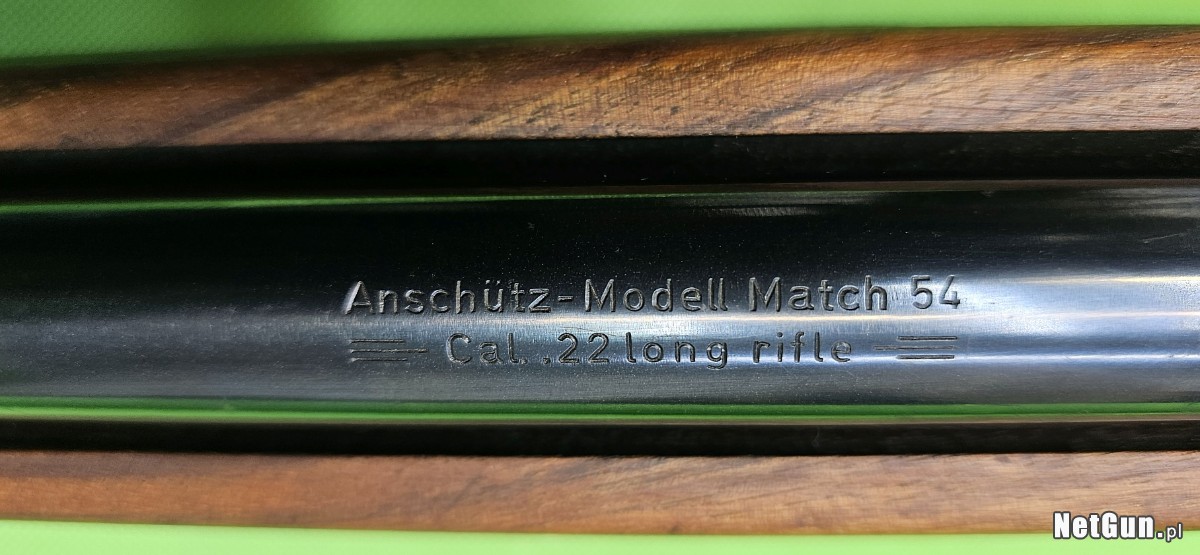 Anschütz-Modell Match 54
Cal. .22 long rifle
NetGun.pl